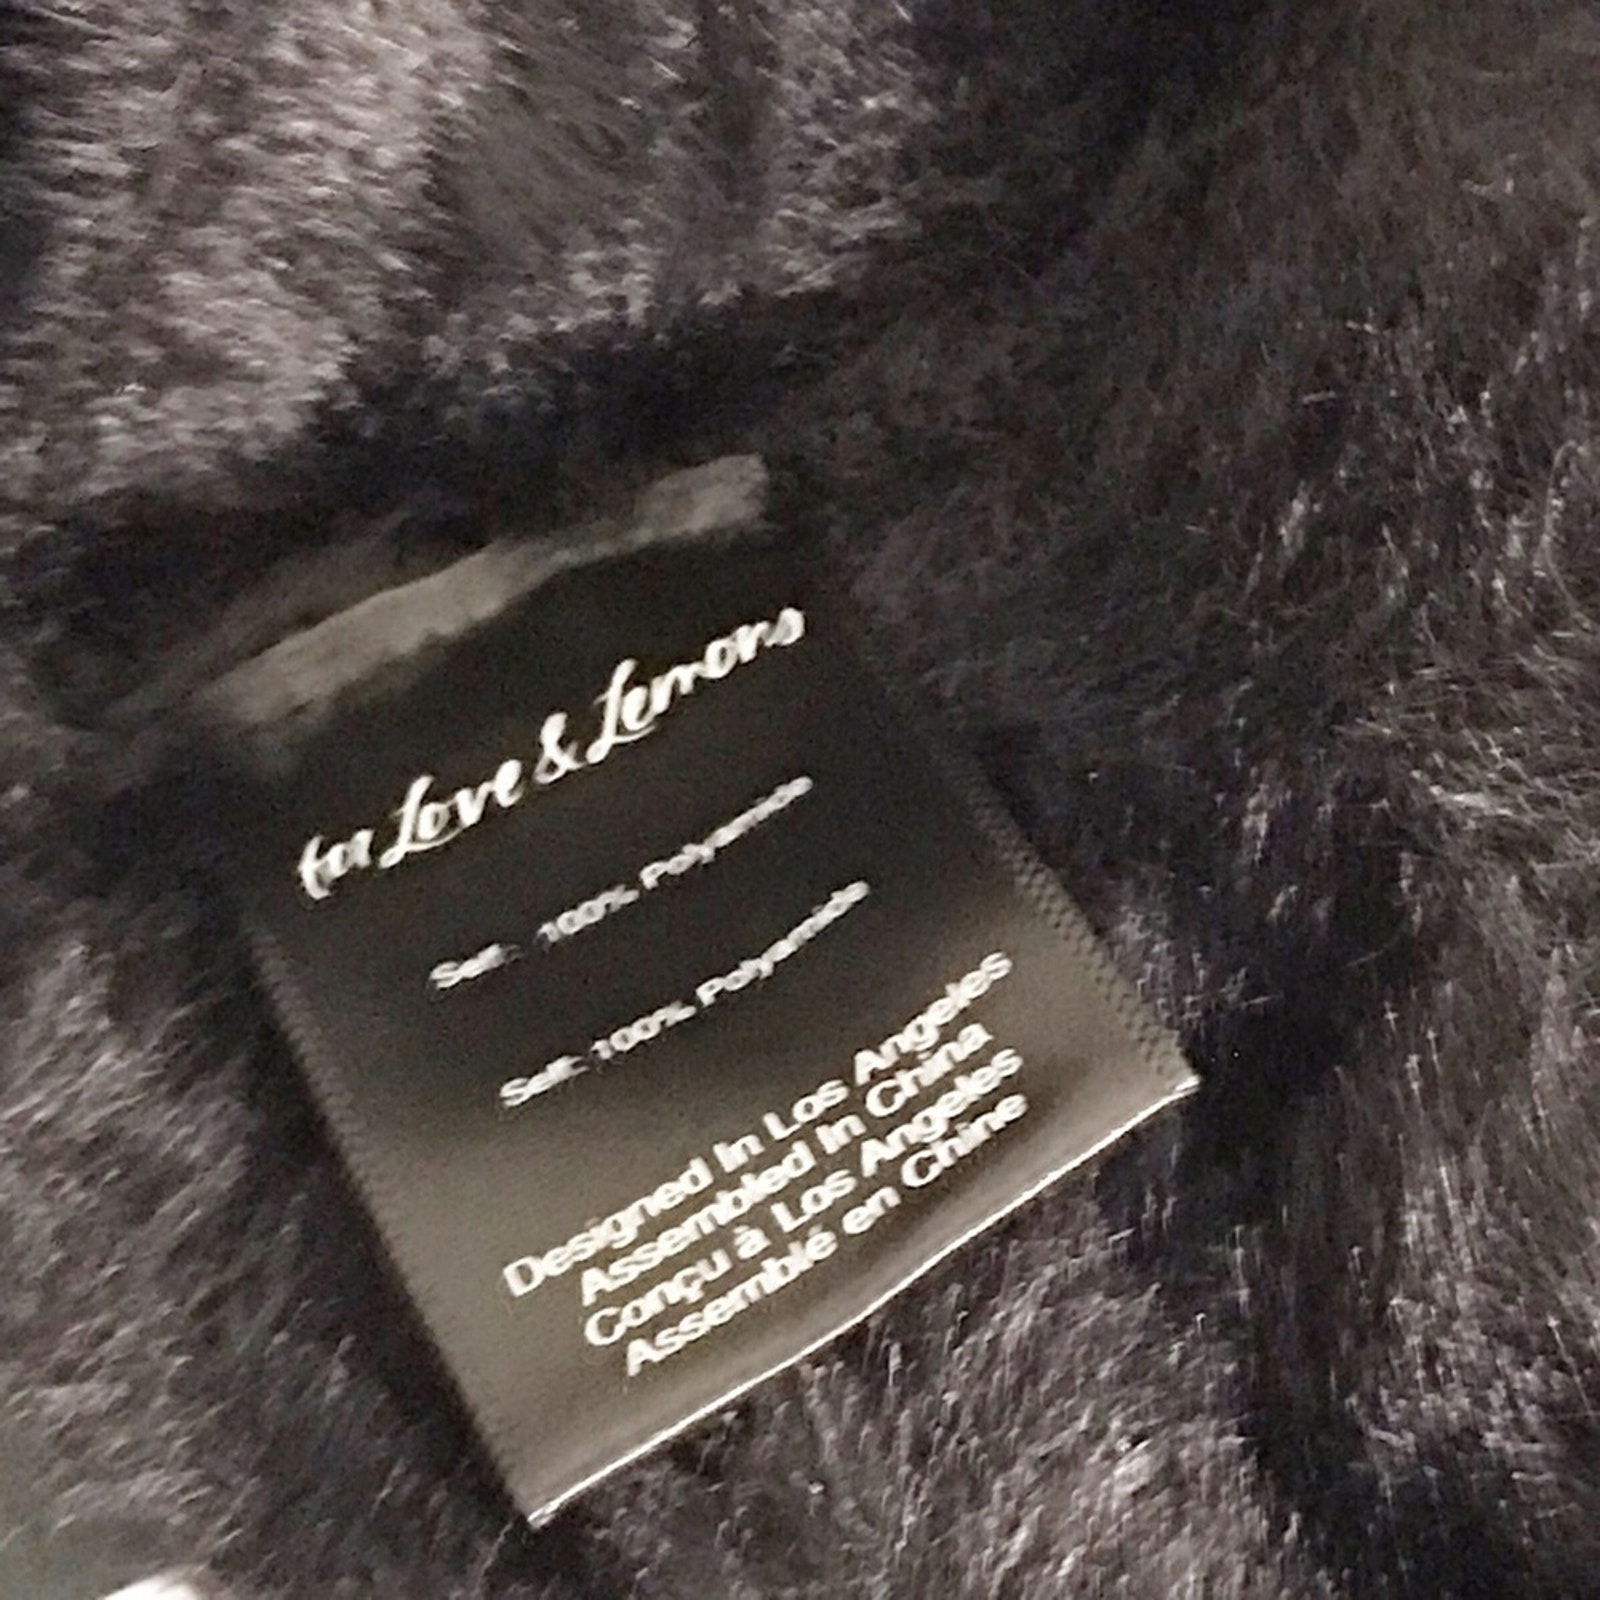 for Love & Lemons
Self: 100% Polyamide
Self: 100% Polyamide
Designed In Los Angeles
Assembled In China
Conçu à Los Angeles
Assemblé en Chine